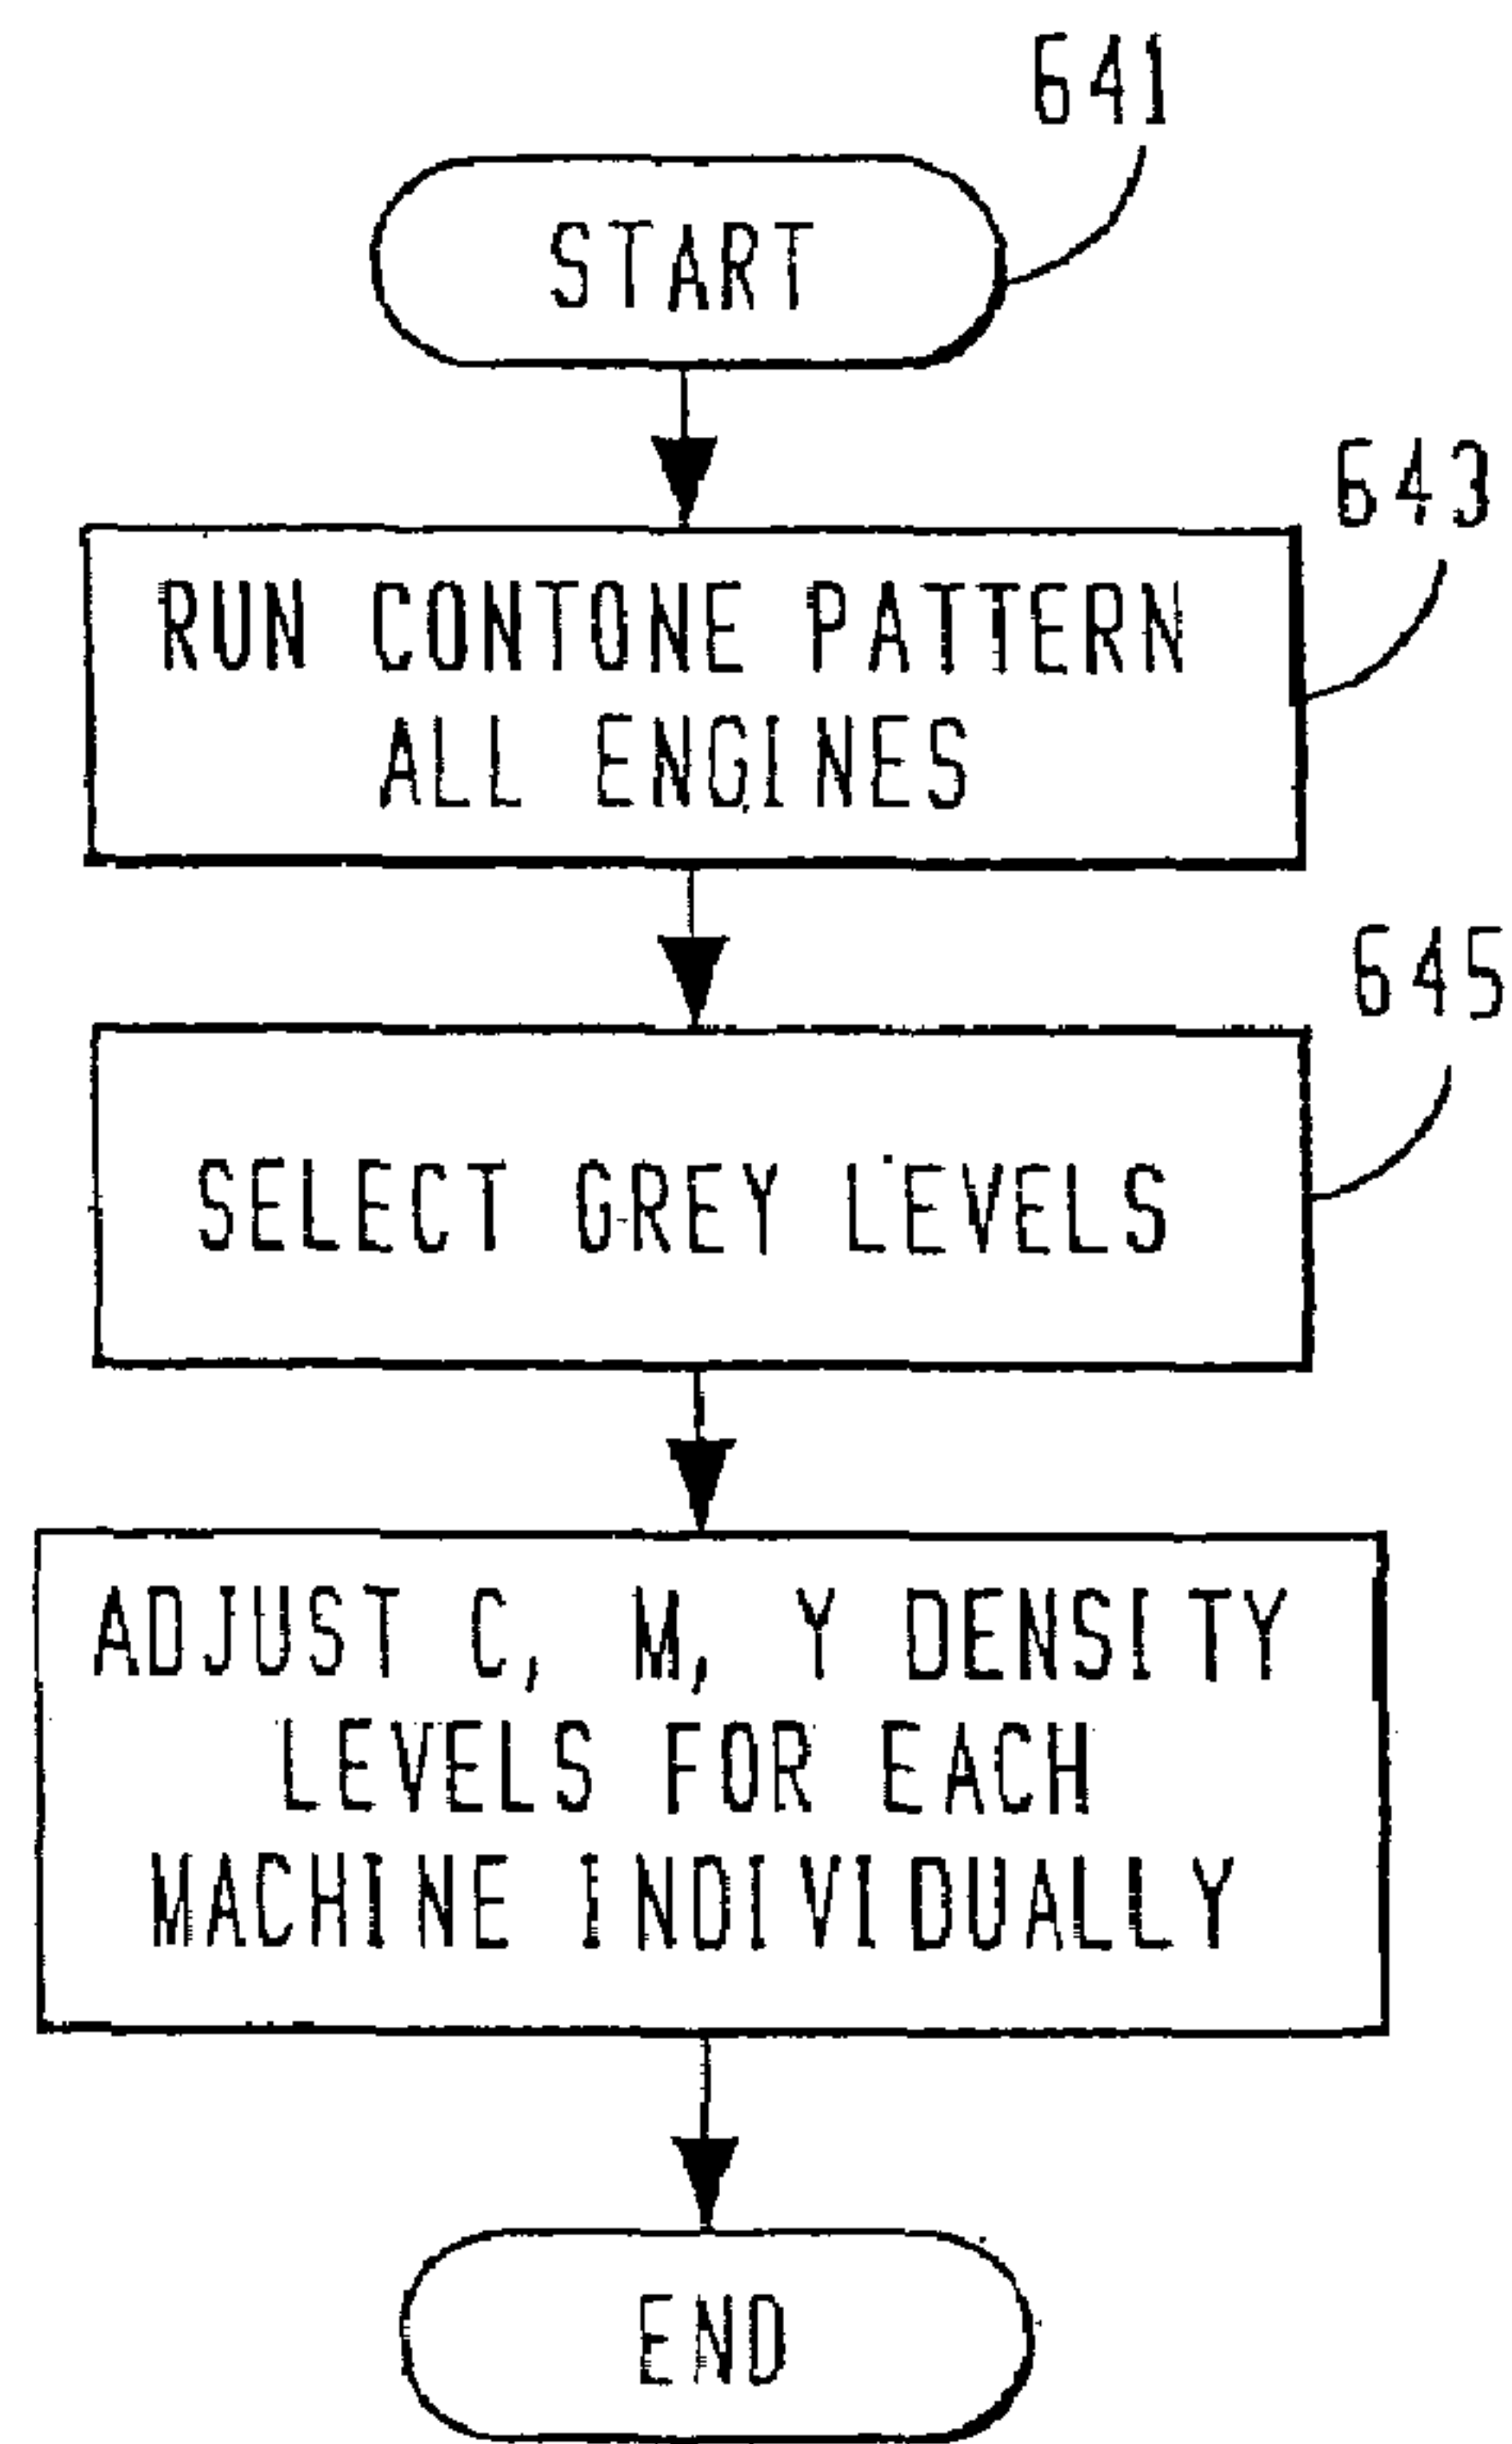 641
START
643
RUN CONTONE PATTERN
ALL ENGINES
645
SELECT GREY LEVELS
ADJUST C, M, Y DENSITY
LEVELS FOR EACH
MACHINE INDIVIDUALLY
END